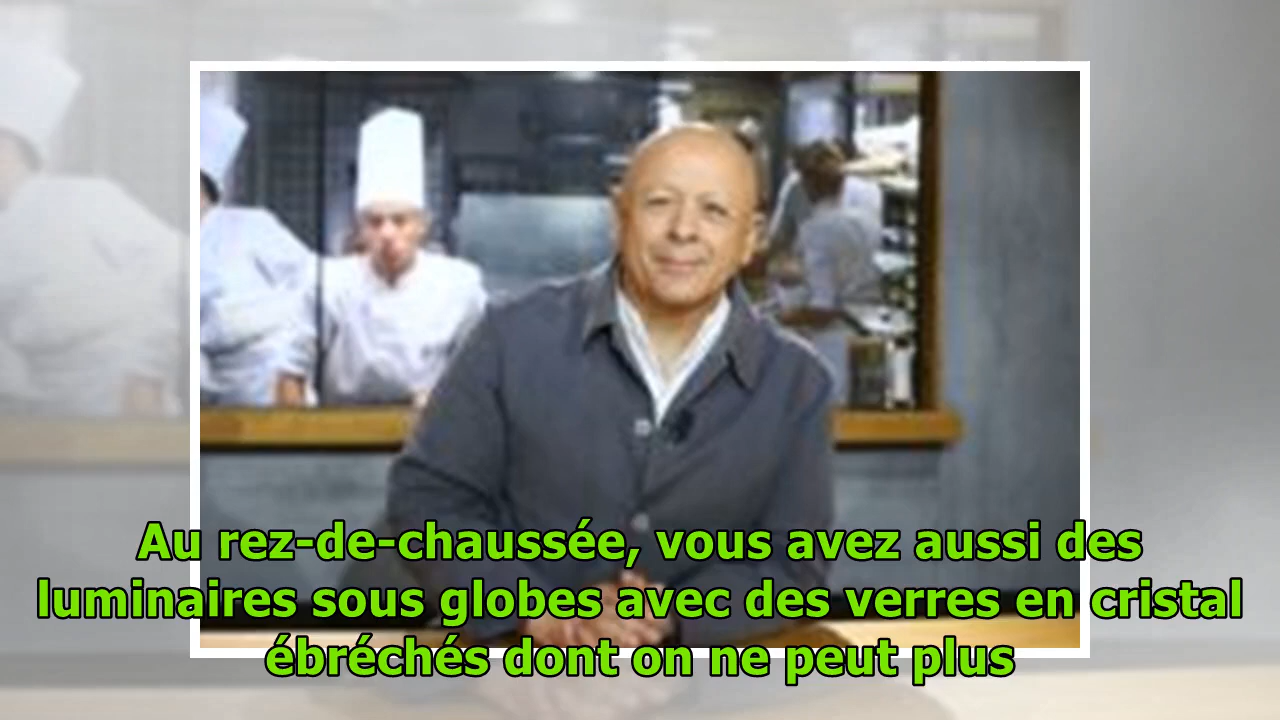 Au rez-de-chaussée, vous avez aussi des
luminaires sous globes avec des verres en cristal
ébréchés dont on ne peut plus